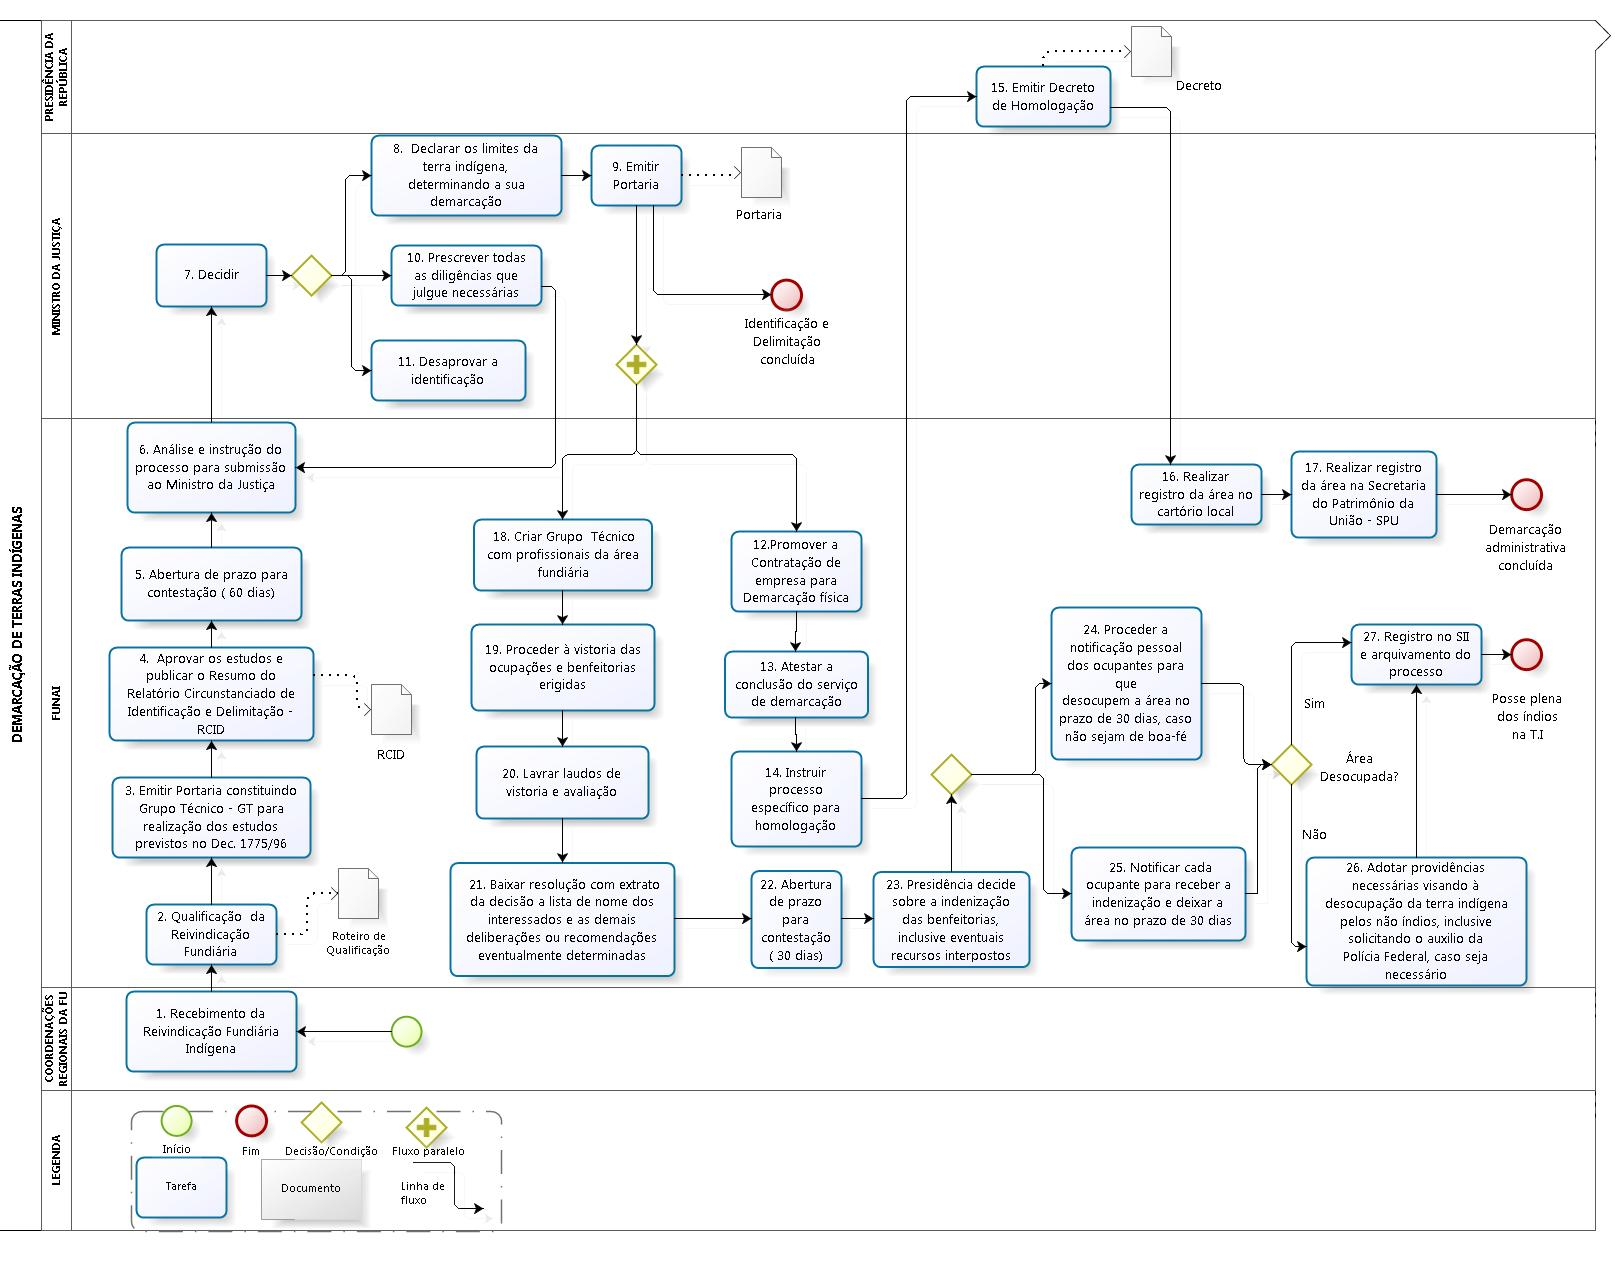 DEMARCAÇÃO DE TERRAS INDÍGENAS
PRESIDÊNCIA DA
REPÚBLICA
15. Emitir Decreto
de Homologação
Decreto
MINISTRO DA JUSTIÇA
7. Decidir
8.  Declarar os limites da
terra indígena,
determinando a sua
demarcação
9. Emitir
Portaria
Portaria
10. Prescrever todas
as diligências que
julgue necessárias
11. Desaprovar a
identificação
Identificação e
Delimitação
concluída
FUNAI
6. Análise e instrução do
processo para submissão
ao Ministro da Justiça
5. Abertura de prazo para
contestação ( 60 dias)
4.  Aprovar os estudos e
publicar o Resumo do
Relatório Circunstanciado de
Identificação e Delimitação -
RCID
RCID
3. Emitir Portaria constituindo
Grupo Técnico - GT para
realização dos estudos
previstos no Dec. 1775/96
2. Qualificação  da
Reivindicação
Fundiária
Roteiro de
Qualificação
18. Criar Grupo  Técnico
com profissionais da área
fundiária
19. Proceder à vistoria das
ocupações e benfeitorias
erigidas
20. Lavrar laudos de
vistoria e avaliação
21. Baixar resolução com extrato
da decisão a lista de nome dos
interessados e as demais
deliberações ou recomendações
eventualmente determinadas
12.Promover a
Contratação de
empresa para
Demarcação física
13. Atestar a
conclusão do serviço
de demarcação
14. Instruir
processo
específico para
homologação
22. Abertura
de prazo
para
contestação
( 30 dias)
23. Presidência decide
sobre a indenização
das benfeitorias,
inclusive eventuais
recursos interpostos
16. Realizar
registro da área no
cartório local
17. Realizar registro
da área na Secretaria
do Patrimônio da
União - SPU
Demarcação
administrativa
concluída
24. Proceder a
notificação pessoal
dos ocupantes para
que
desocupem a área no
prazo de 30 dias, caso
não sejam de boa-fé
25. Notificar cada
ocupante para receber a
indenização e deixar a
área no prazo de 30 dias
Sim
Área
Desocupada?
Não
27. Registro no SII
e arquivamento do
processo
Posse plena
dos índios
na T.I
26. Adotar providências
necessárias visando à
desocupação da terra indígena
pelos não índios, inclusive
solicitando o auxilio da
Polícia Federal, caso seja
necessário
COORDENAÇÕES
REGIONAIS DA FU
1. Recebimento da
Reivindicação Fundiária
Indígena
LEGENDA
Início
Fim
Decisão/Condição
Fluxo paralelo
Tarefa
Documento
Linha de
fluxo